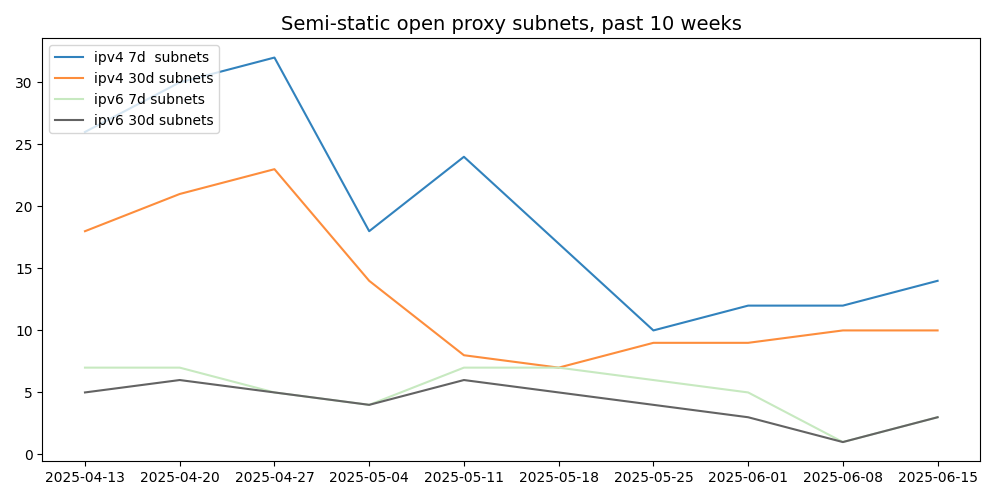 Semi-static open proxy subnets, past 10 weeks
ipv4 7d  subnets
ipv4 30d subnets
ipv6 7d subnets
ipv6 30d subnets
30
25
20
15
10
5
0
2025-04-13 2025-04-20 2025-04-27 2025-05-04 2025-05-11 2025-05-18 2025-05-25 2025-06-01 2025-06-08 2025-06-15